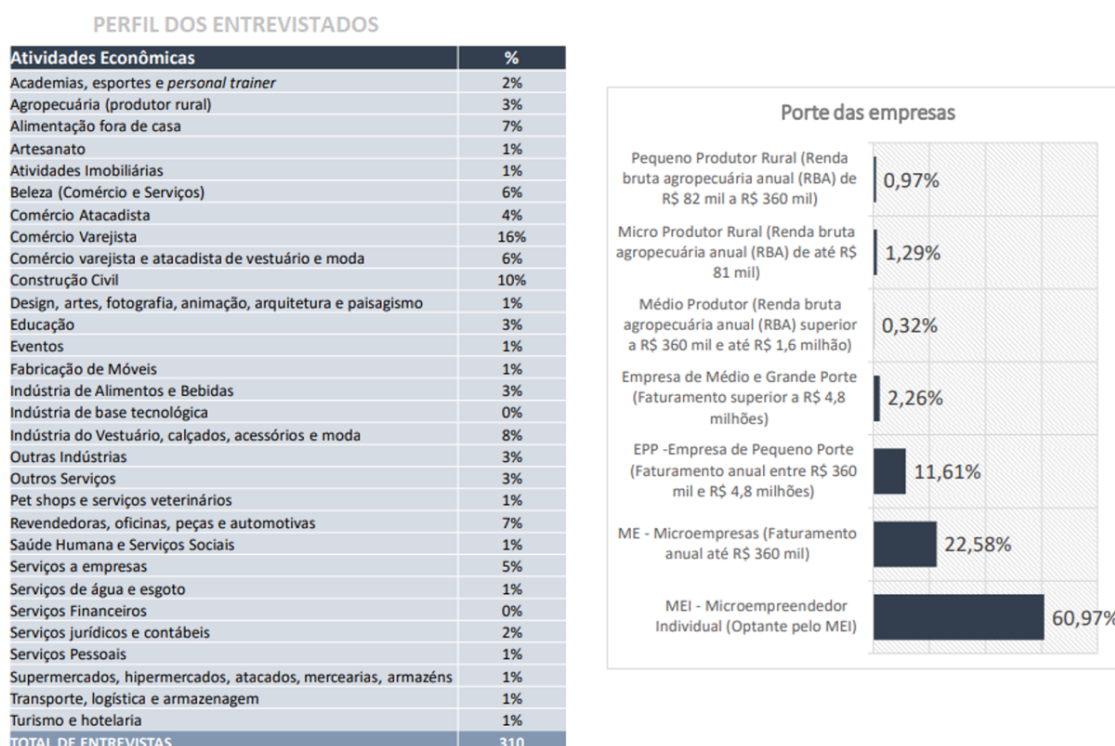 PERFIL DOS ENTREVISTADOS
Atividades Econômicas %
Academias, esportes e personal trainer 2%
Agropecuária (produtor rural) 3%
Alimentação fora de casa 7%
Artesanato 1%
Atividades Imobiliárias 1%
Beleza (Comércio e Serviços) 6%
Comércio Atacadista 4%
Comércio Varejista 16%
Comércio varejista e atacadista de vestuário e moda 6%
Construção Civil 10%
Design, artes, fotografia, animação, arquitetura e paisagismo 1%
Educação 3%
Eventos 1%
Fabricação de Móveis 1%
Indústria de Alimentos e Bebidas 3%
Indústria de base tecnológica 0%
Indústria do Vestuário, calçados, acessórios e moda 8%
Outras Indústrias 3%
Outros Serviços 3%
Pet shops e serviços veterinários 1%
Revendedoras, oficinas, peças e automotivas 7%
Saúde Humana e Serviços Sociais 1%
Serviços a empresas 5%
Serviços de água e esgoto 1%
Serviços Financeiros 0%
Serviços jurídicos e contábeis 2%
Serviços Pessoais 1%
Supermercados, hipermercados, atacados, mercearias, armazéns 1%
Transporte, logística e armazenagem 1%
Turismo e hotelaria 1%
TOTAL DE ENTREVISTAS 310
Porte das empresas
Pequeno Produtor Rural (Renda
bruta agropecuária anual (RBA) de
R$ 82 mil a R$ 360 mil)
0,97%
Micro Produtor Rural (Renda bruta
agropecuária anual (RBA) de até R$
81 mil)
1,29%
Médio Produtor (Renda bruta
agropecuária anual (RBA) superior
a R$ 360 mil e até R$ 1,6 milhão)
0,32%
Empresa de Médio e Grande Porte
(Faturamento superior a R$ 4,8
milhões)
2,26%
EPP -Empresa de Pequeno Porte
(Faturamento anual entre R$ 360
mil e R$ 4,8 milhões)
11,61%
ME - Microempresas (Faturamento
anual até R$ 360 mil)
22,58%
MEI - Microempreendedor
Individual (Optante pelo MEI)
60,97%